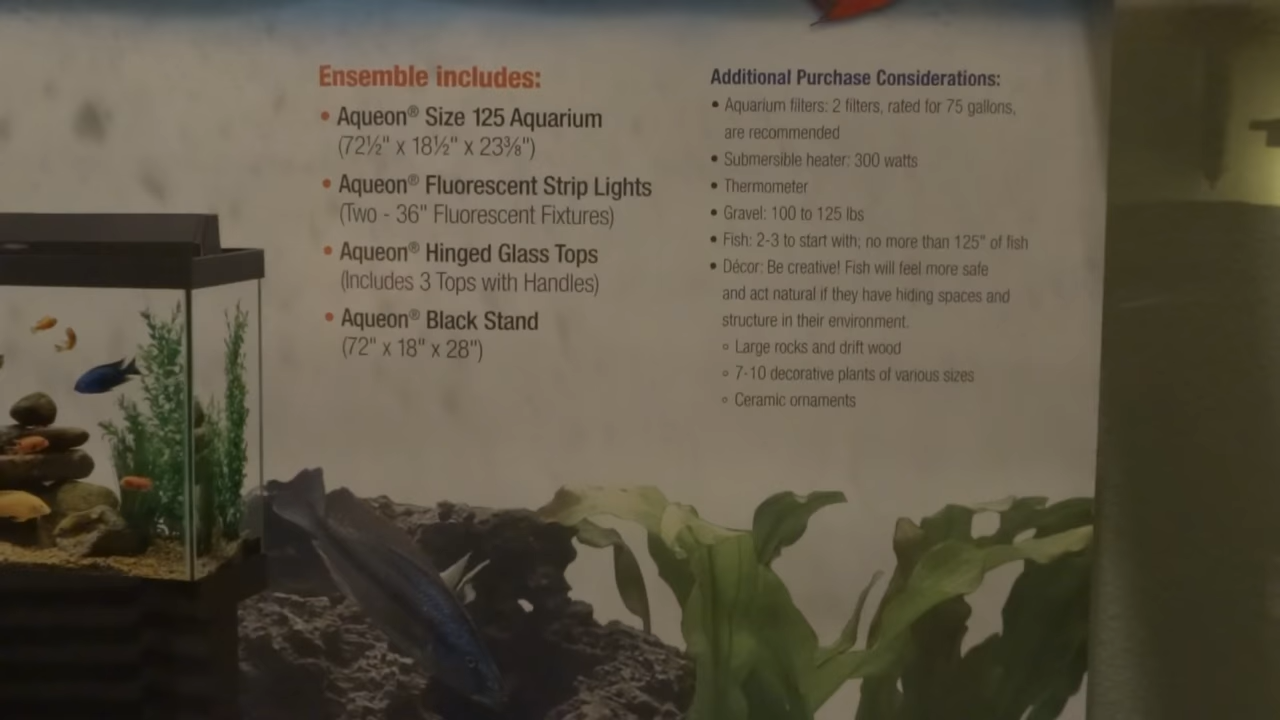 Ensemble includes:
• Aqueon® Size 125 Aquarium
(72½" x 18½" x 23⅜")
• Aqueon® Fluorescent Strip Lights
(Two - 36" Fluorescent Fixtures)
• Aqueon® Hinged Glass Tops
(Includes 3 Tops with Handles)
• Aqueon® Black Stand
(72" x 18" x 28")
Additional Purchase Considerations:
• Aquarium filters: 2 filters, rated for 75 gallons,
are recommended
• Submersible heater: 300 watts
• Thermometer
• Gravel: 100 to 125 lbs
• Fish: 2-3 to start with; no more than 125" of fish
• Décor: Be creative! Fish will feel more safe
and act natural if they have hiding spaces and
structure in their environment.
◦ Large rocks and drift wood
◦ 7-10 decorative plants of various sizes
◦ Ceramic ornaments